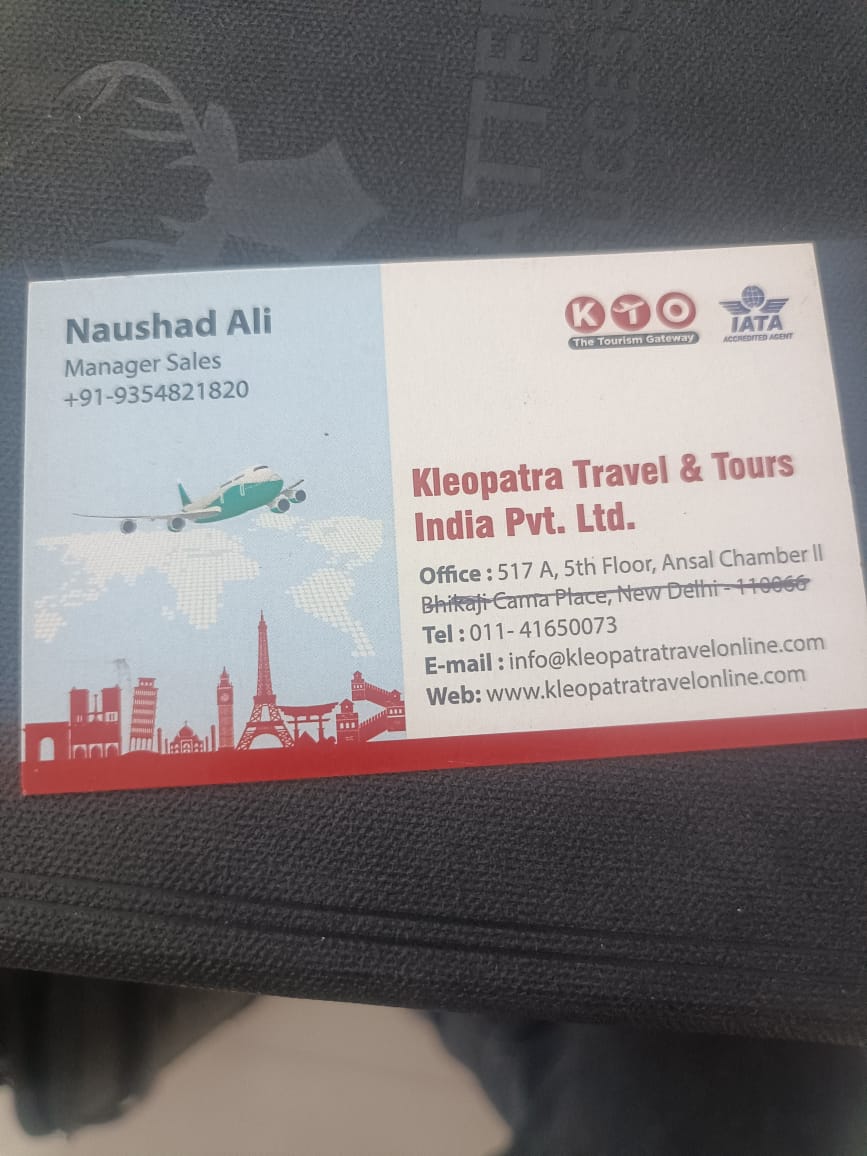 Naushad Ali
Manager Sales
+91-9354821820
KTO
The Tourism Gateway
IATA
ACCREDITED AGENT
Kleopatra Travel & Tours
India Pvt. Ltd.
Office : 517 A, 5th Floor, Ansal Chamber II
Bhikaji Cama Place, New Delhi - 110066
Tel : 011- 41650073
E-mail : info@kleopatratravelonline.com
Web: www.kleopatratravelonline.com